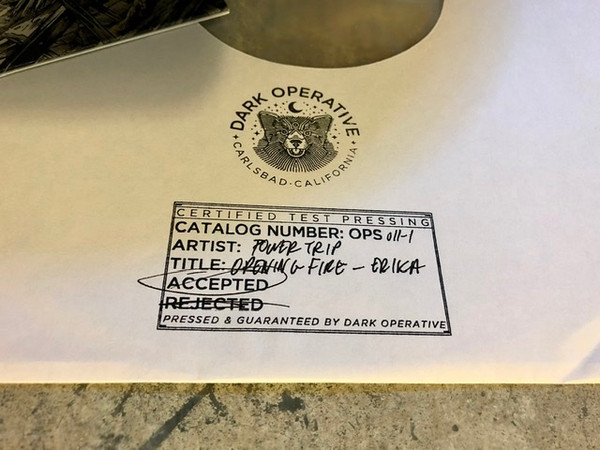 DARK OPERATIVE
CARLSBAD · CALIFORNIA
CERTIFIED TEST PRESSING
CATALOG NUMBER: OPS 011-1
ARTIST: POWER TRIP
TITLE: OPENING FIRE - ERIKA
ACCEPTED
REJECTED
PRESSED & GUARANTEED BY DARK OPERATIVE